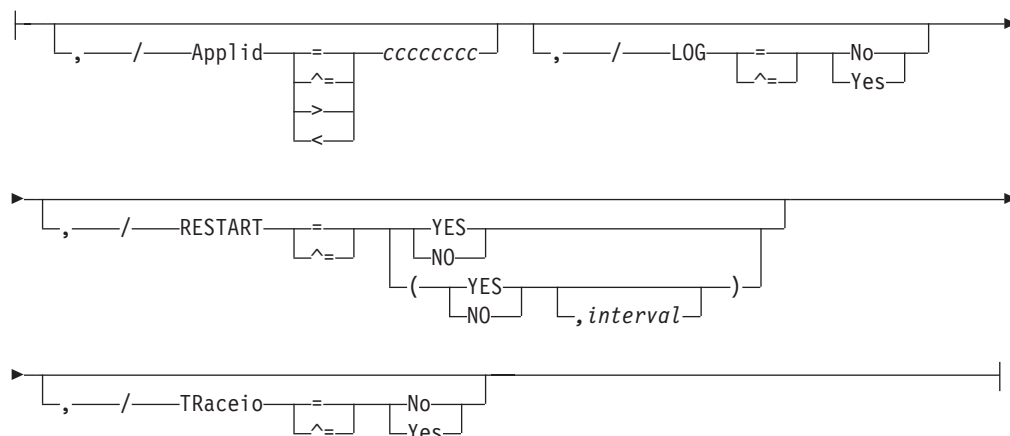 , / Applid = cccccccc , / LOG = No
^= ^= Yes
>
<
, / RESTART = YES
^= NO
( YES )
NO ,interval
, / TRaceio = No
^= Yes